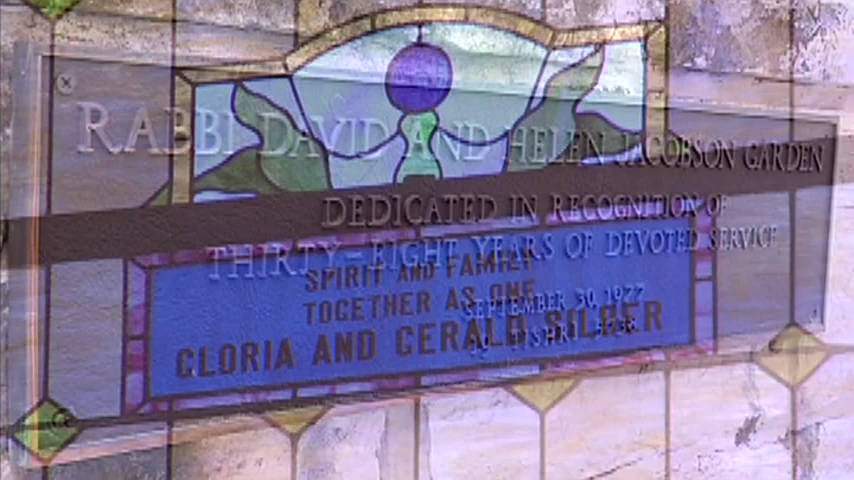 RABBI DAVID AND HELEN JACOBSON GARDEN
DEDICATED IN RECOGNITION OF
THIRTY-EIGHT YEARS OF DEVOTED SERVICE
SPIRIT AND FAMILY
TOGETHER AS ONE
SEPTEMBER 30, 1977
GLORIA AND GERALD SILBER
TISHRI